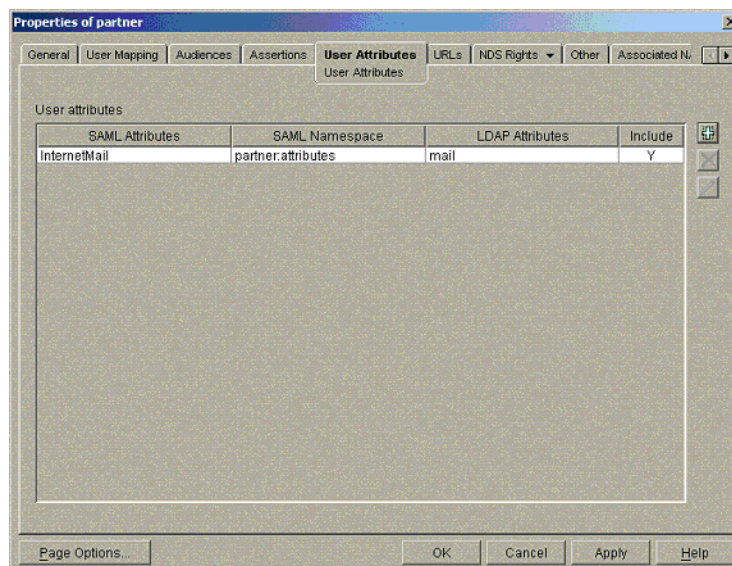 Properties of partner
General User Mapping Audiences Assertions User Attributes URLs NDS Rights Other Associated
User Attributes
User attributes
SAML Attributes SAML Namespace LDAP Attributes Include
InternetMail partner:attributes mail Y
Page Options... OK Cancel Apply Help